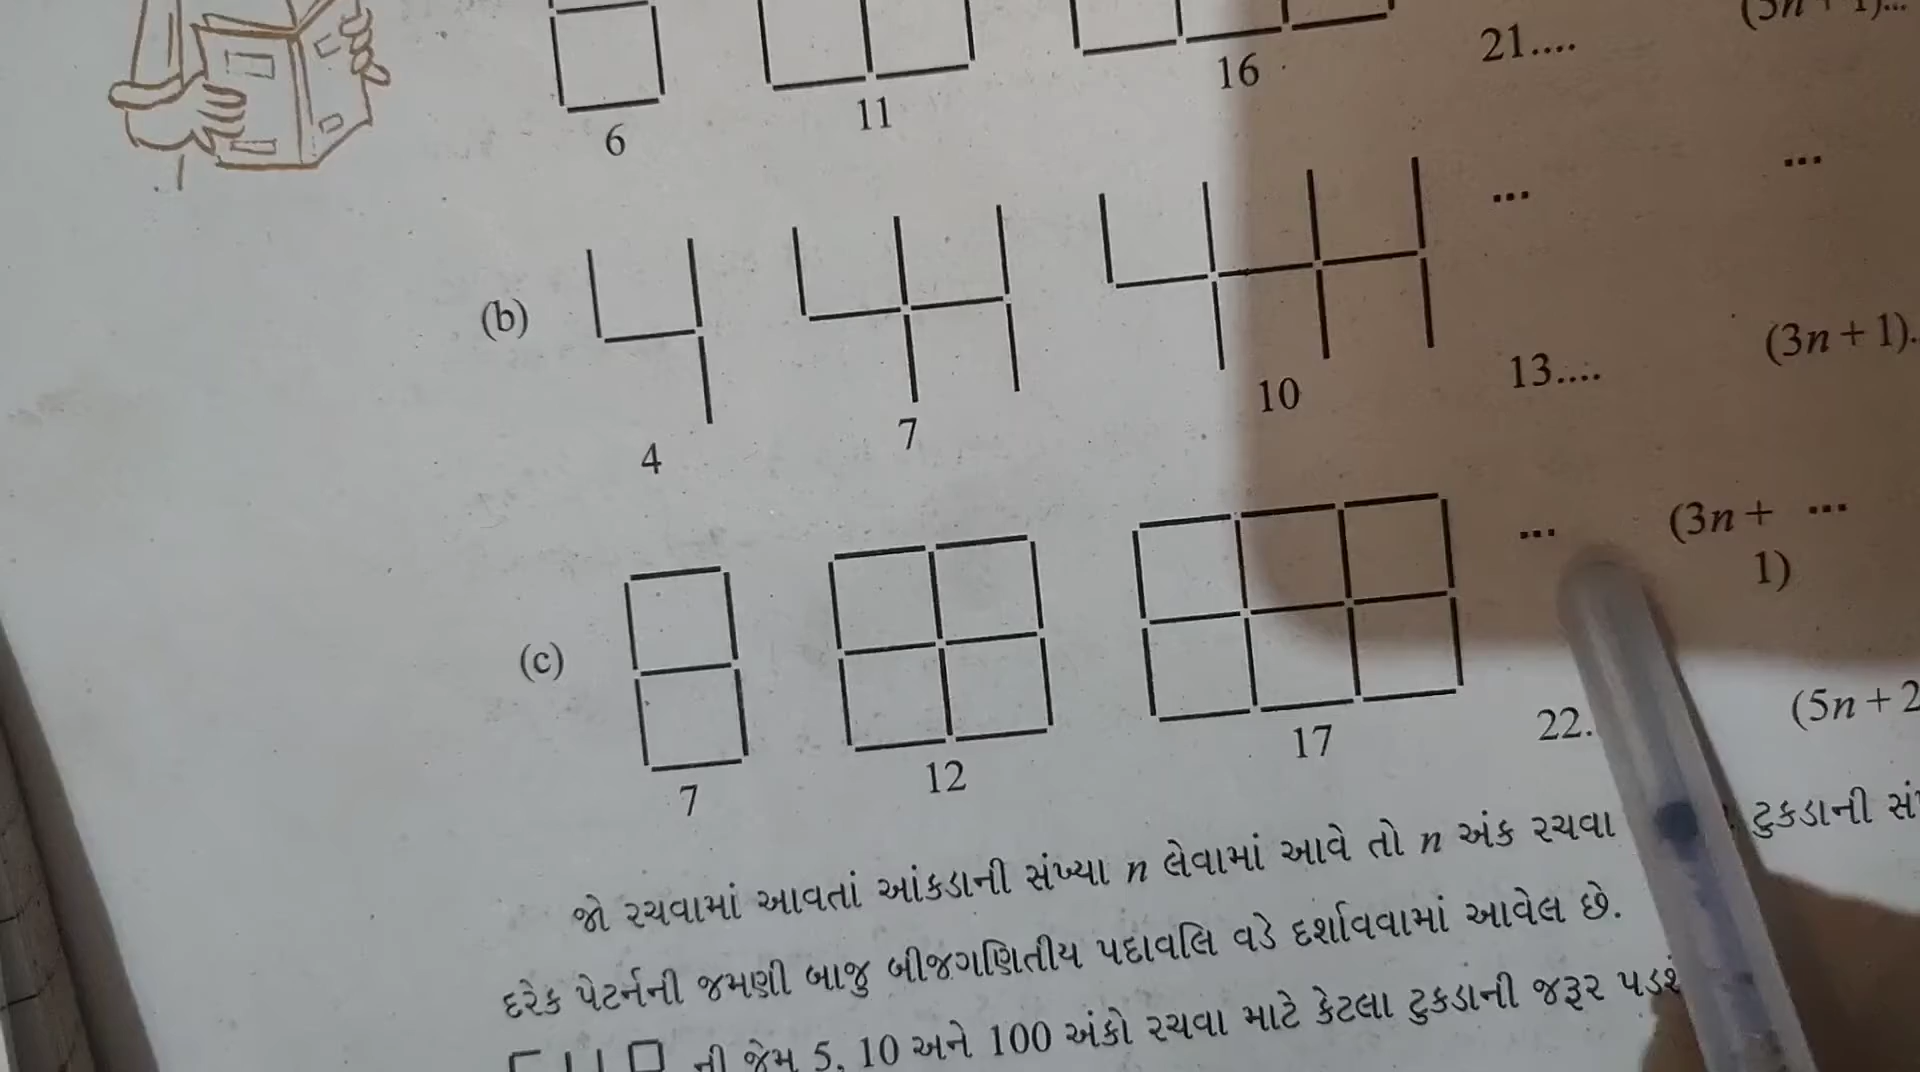 21....
6
11
16
...
...
(b)
4
7
10
13....
(3n + 1).
...
(3n + ...
1)
(c)
7
12
17
22.
(5n + 2
જો રચવામાં આવતાં આંકડાની સંખ્યા n લેવામાં આવે તો n અંક રચવા ટુકડાની
દરેક પેટર્નની જમણી બાજુ બીજગણિતીય પદાવલિ વડે દર્શાવવામાં આવેલ છે.
ની જેમ 5, 10 અને 100 અંકો રચવા માટે કેટલા ટુકડાની જરૂર